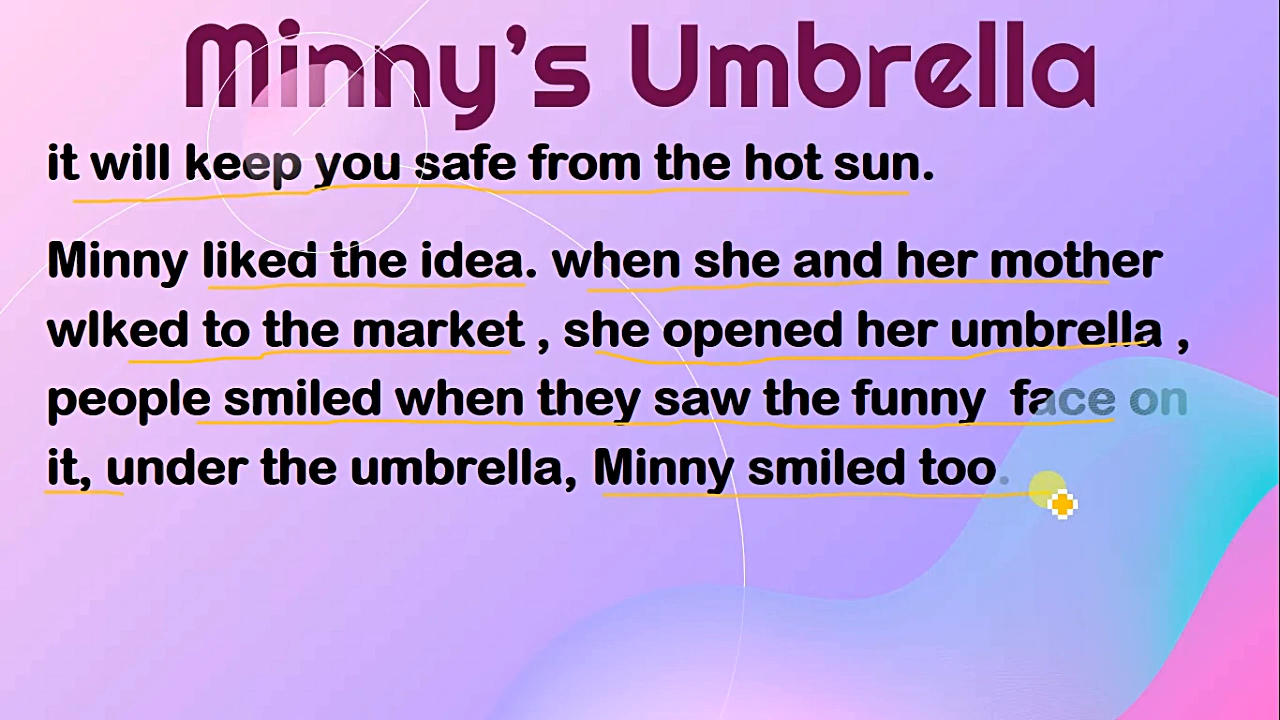 Minny's Umbrella
it will keep you safe from the hot sun.
Minny liked the idea. when she and her mother
wlked to the market , she opened her umbrella ,
people smiled when they saw the funny  face on
it, under the umbrella, Minny smiled too.